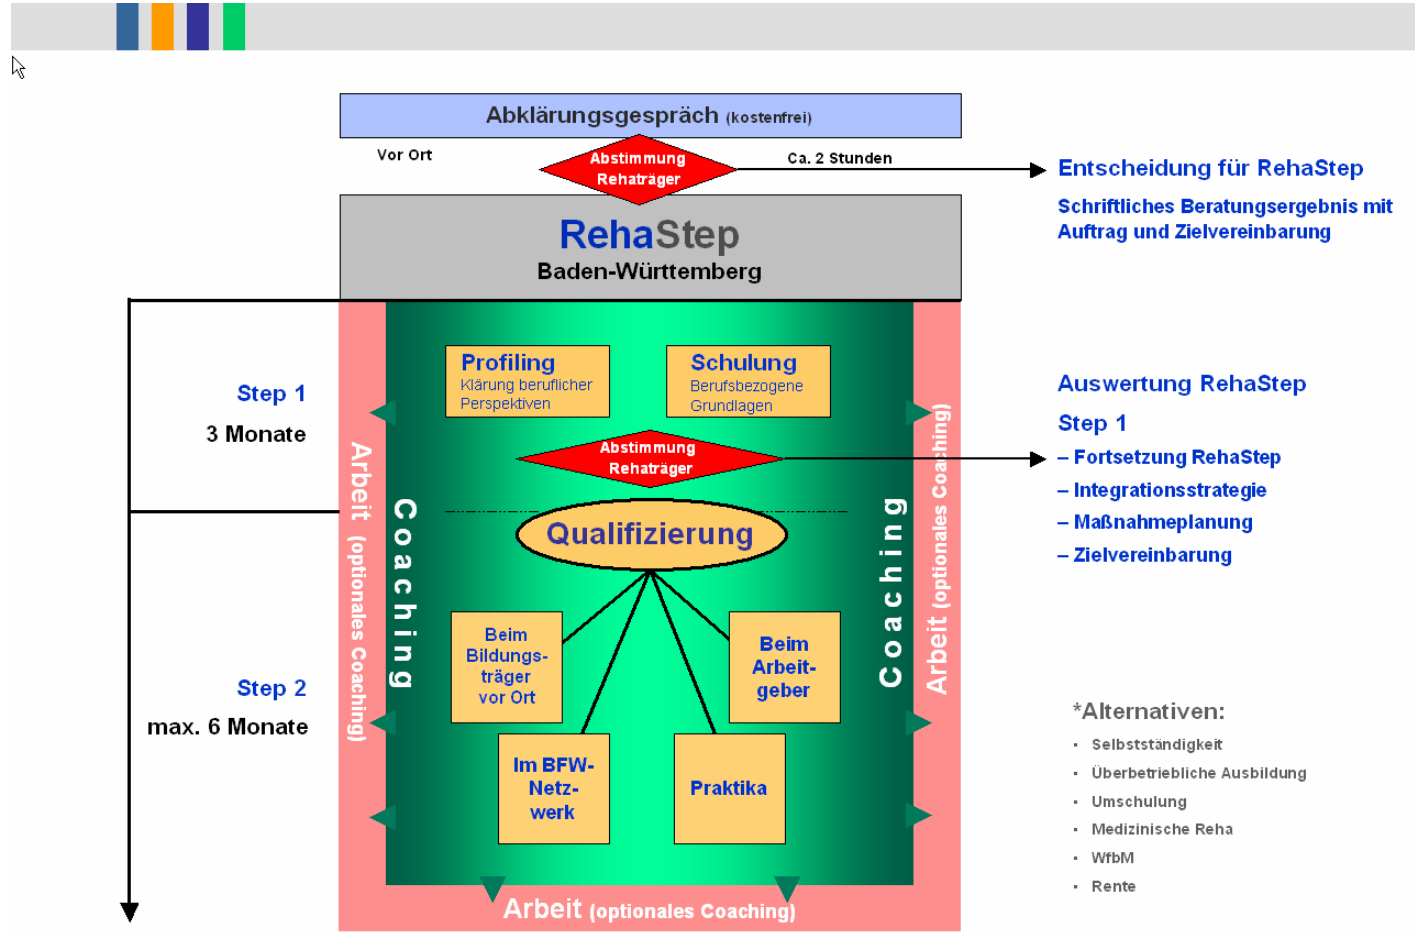 Abklärungsgespräch (kostenfrei)
Vor Ort
Abstimmung
Rehaträger
Ca. 2 Stunden
Entscheidung für RehaStep
Schriftliches Beratungsergebnis mit
Auftrag und Zielvereinbarung
RehaStep
Baden-Württemberg
Step 1
3 Monate
Profiling
Klärung beruflicher
Perspektiven
Schulung
Berufsbezogene
Grundlagen
Abstimmung
Rehaträger
Auswertung RehaStep
Step 1
– Fortsetzung RehaStep
– Integrationsstrategie
– Maßnahmeplanung
– Zielvereinbarung
Arbeit (optionales Coaching)
Coaching
Qualifizierung
Coaching
Arbeit (optionales Coaching)
Step 2
max. 6 Monate
Beim
Bildungs-
träger
vor Ort
Beim
Arbeit-
geber
Im BFW-
Netz-
werk
Praktika
Arbeit (optionales Coaching)
*Alternativen:
• Selbstständigkeit
• Überbetriebliche Ausbildung
• Umschulung
• Medizinische Reha
• WfbM
• Rente